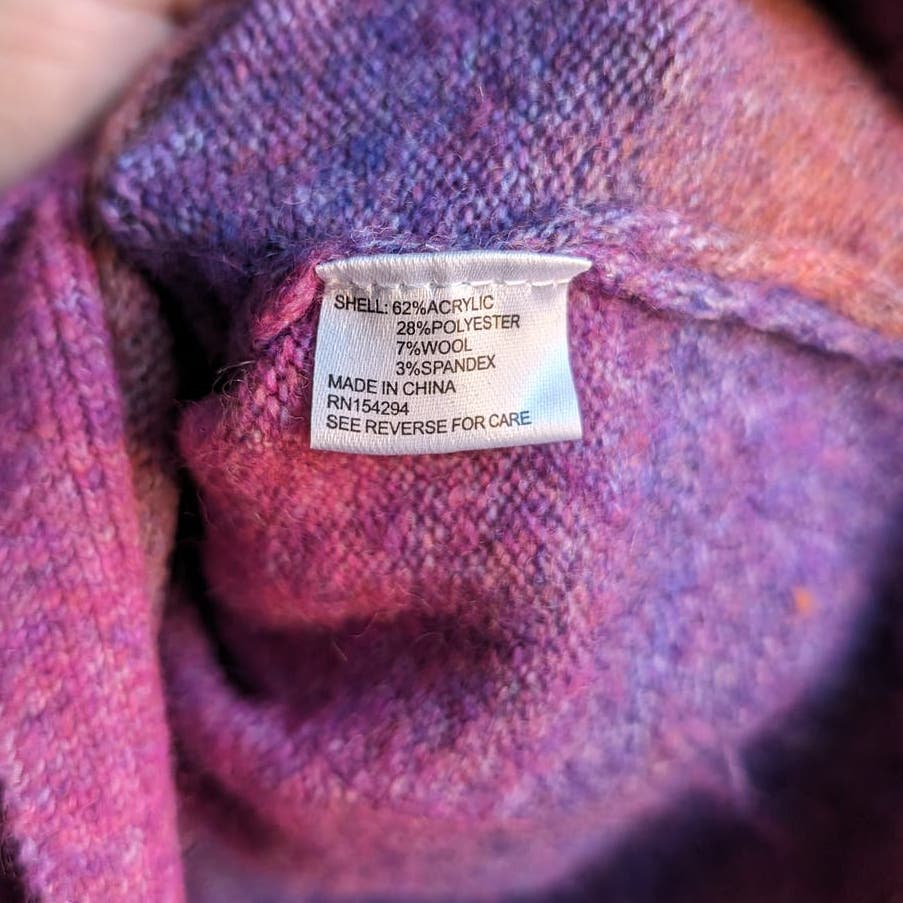 SHELL: 62%ACRYLIC
28%POLYESTER
7%WOOL
3%SPANDEX
MADE IN CHINA
RN154294
SEE REVERSE FOR CARE